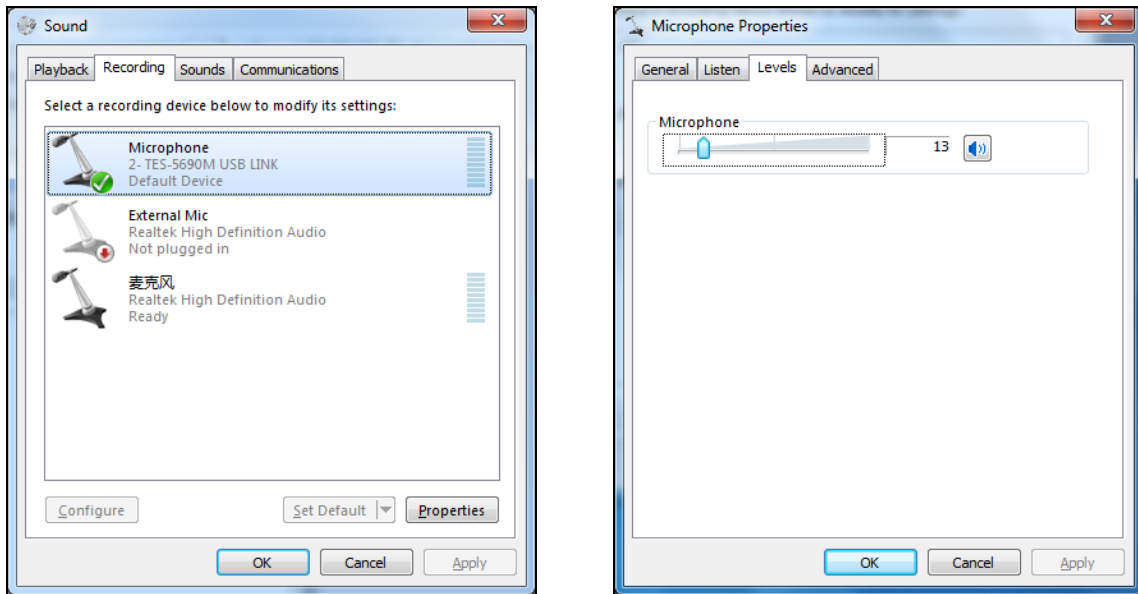 Sound
Playback Recording Sounds Communications
Select a recording device below to modify its settings:
Microphone
2- TES-5690M USB LINK
Default Device
External Mic
Realtek High Definition Audio
Not plugged in
麦克风
Realtek High Definition Audio
Ready
Configure Set Default Properties
OK Cancel Apply
Microphone Properties
General Listen Levels Advanced
Microphone
13
OK Cancel Apply